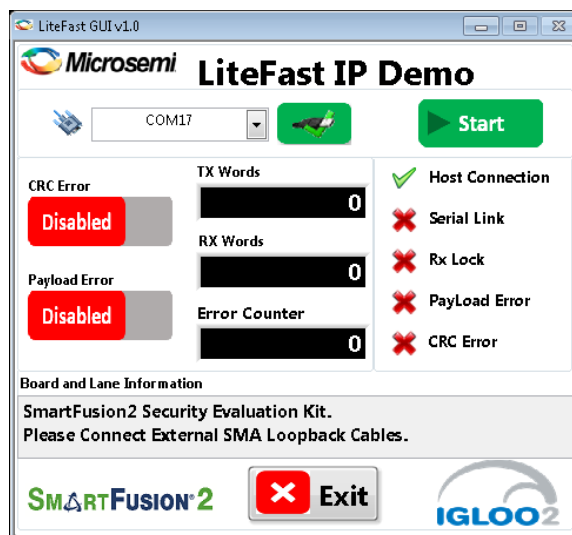 LiteFast GUI v1.0
Microsemi
LiteFast IP Demo
COM17
Start
CRC Error
Disabled
Payload Error
Disabled
TX Words
0
RX Words
0
Error Counter
0
Host Connection
Serial Link
Rx Lock
PayLoad Error
CRC Error
Board and Lane Information
SmartFusion2 Security Evaluation Kit.
Please Connect External SMA Loopback Cables.
SMARTFUSION®2
Exit
IGLOO2